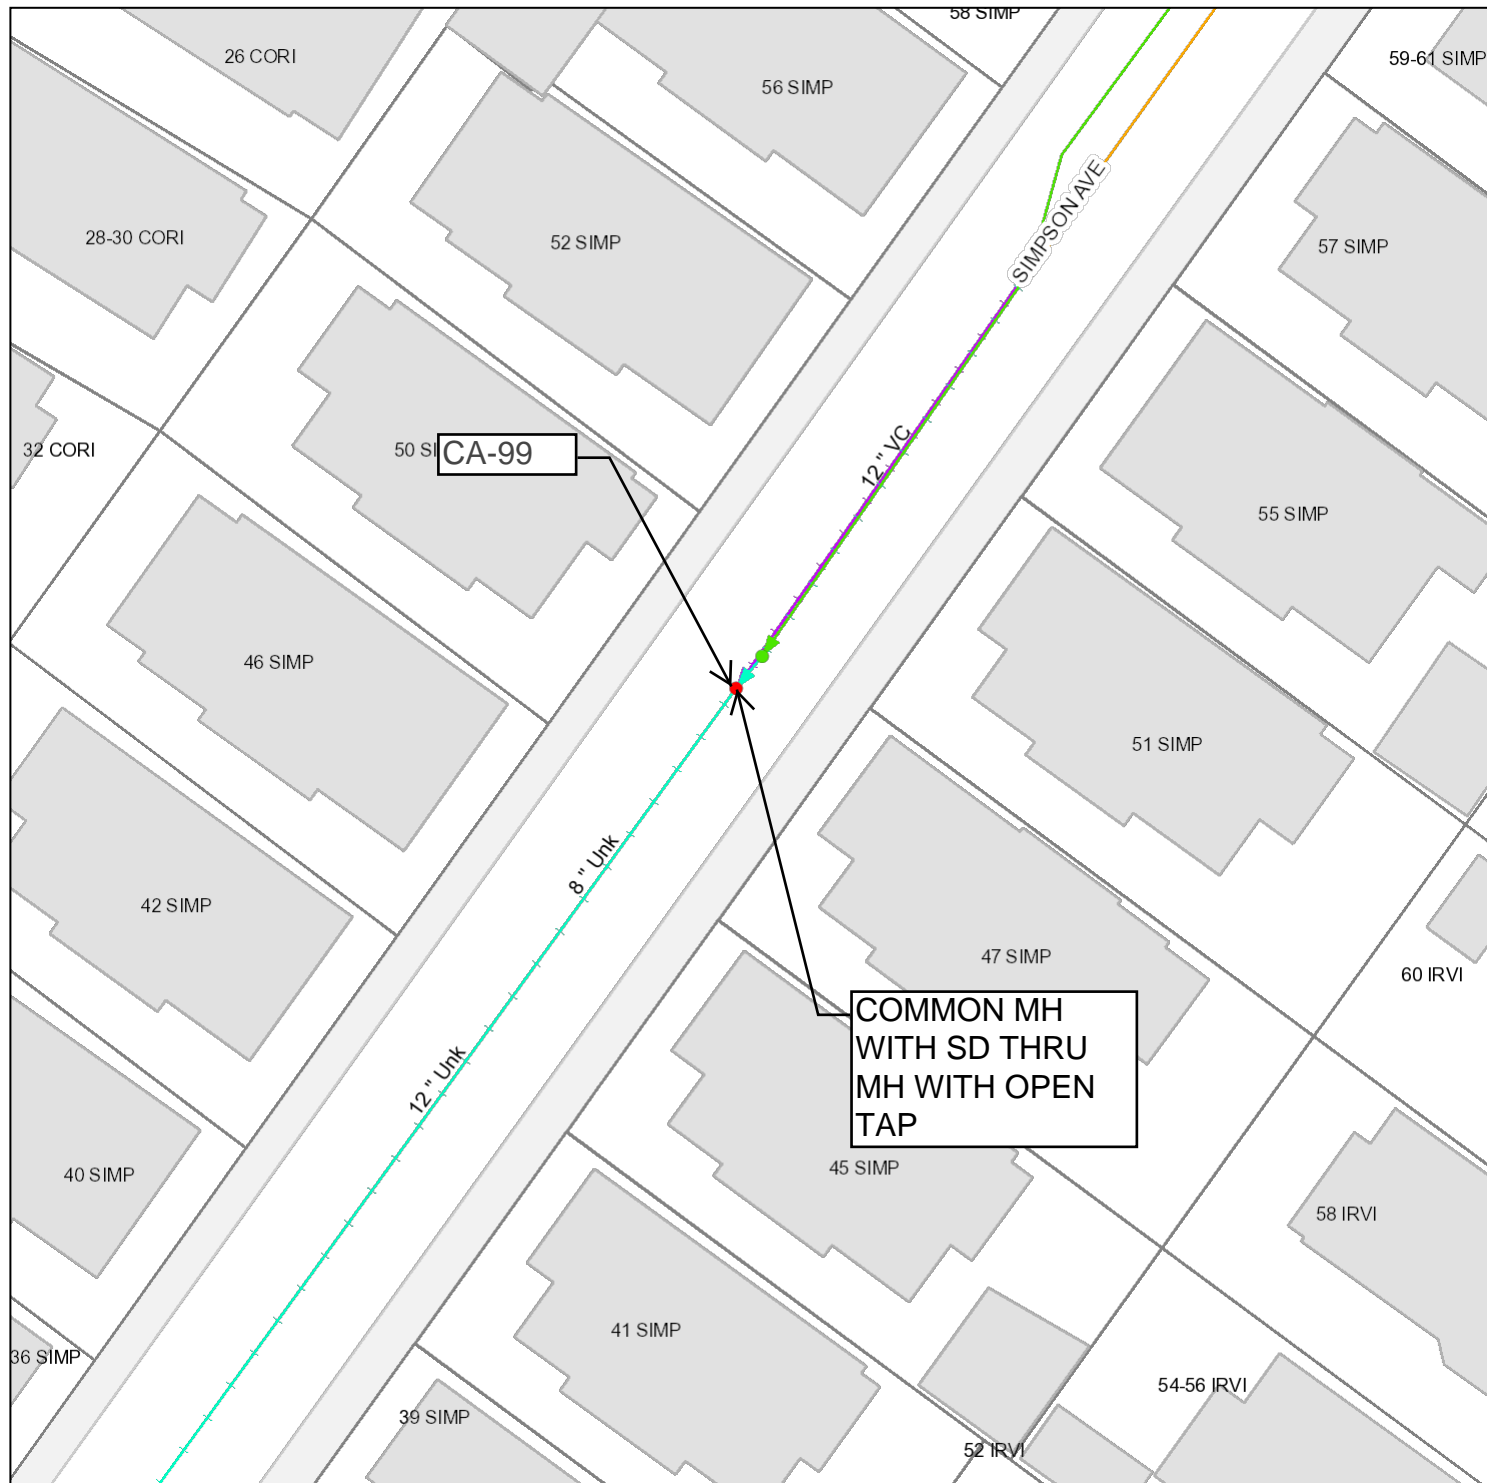 58 SIMP
26 CORI
59-61 SIMP
56 SIMP
SIMPSON AVE
28-30 CORI
52 SIMP
57 SIMP
32 CORI
50 SI
CA-99
12 " VC
55 SIMP
46 SIMP
51 SIMP
8 " Unk
42 SIMP
47 SIMP
60 IRVI
COMMON MH
WITH SD THRU
MH WITH OPEN
TAP
12 " Unk
40 SIMP
45 SIMP
58 IRVI
41 SIMP
36 SIMP
54-56 IRVI
39 SIMP
52 IRVI